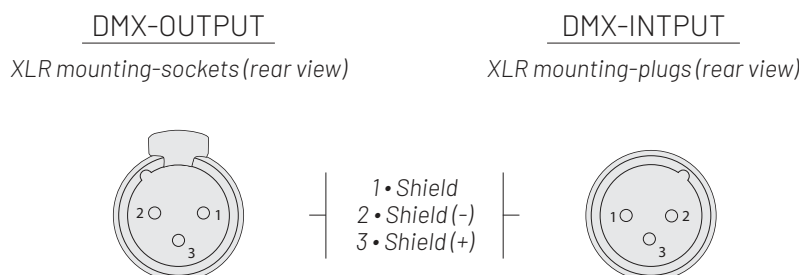 DMX-OUTPUT
XLR mounting-sockets (rear view)
2 1
3
1 • Shield
2 • Shield (-)
3 • Shield (+)
DMX-INTPUT
XLR mounting-plugs (rear view)
1 2
3